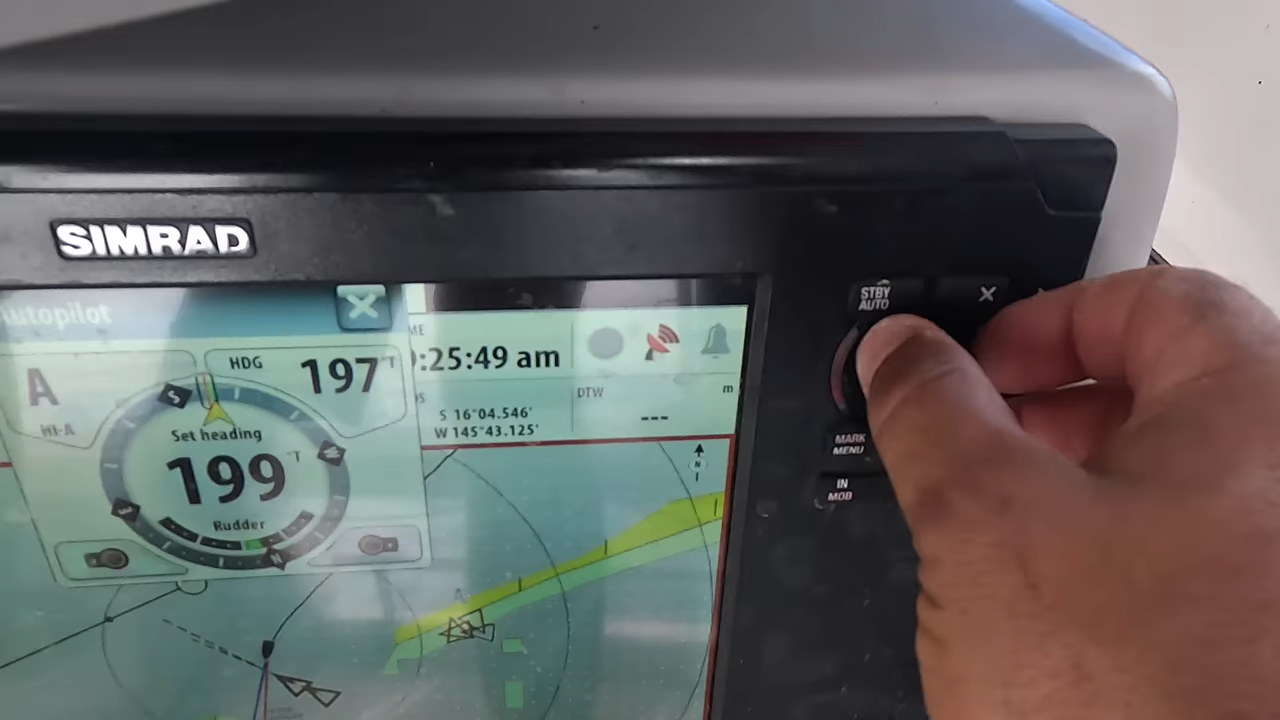 SIMRAD
STBY
AUTO
Autopilot
HDG
197
°T
A
HI-A
S
Set heading
199
°T
Rudder
N
:25:49 am
S 16°04.546'
W 145°43.125'
DTW
m
---
N
MARK
MENU
IN
MOB